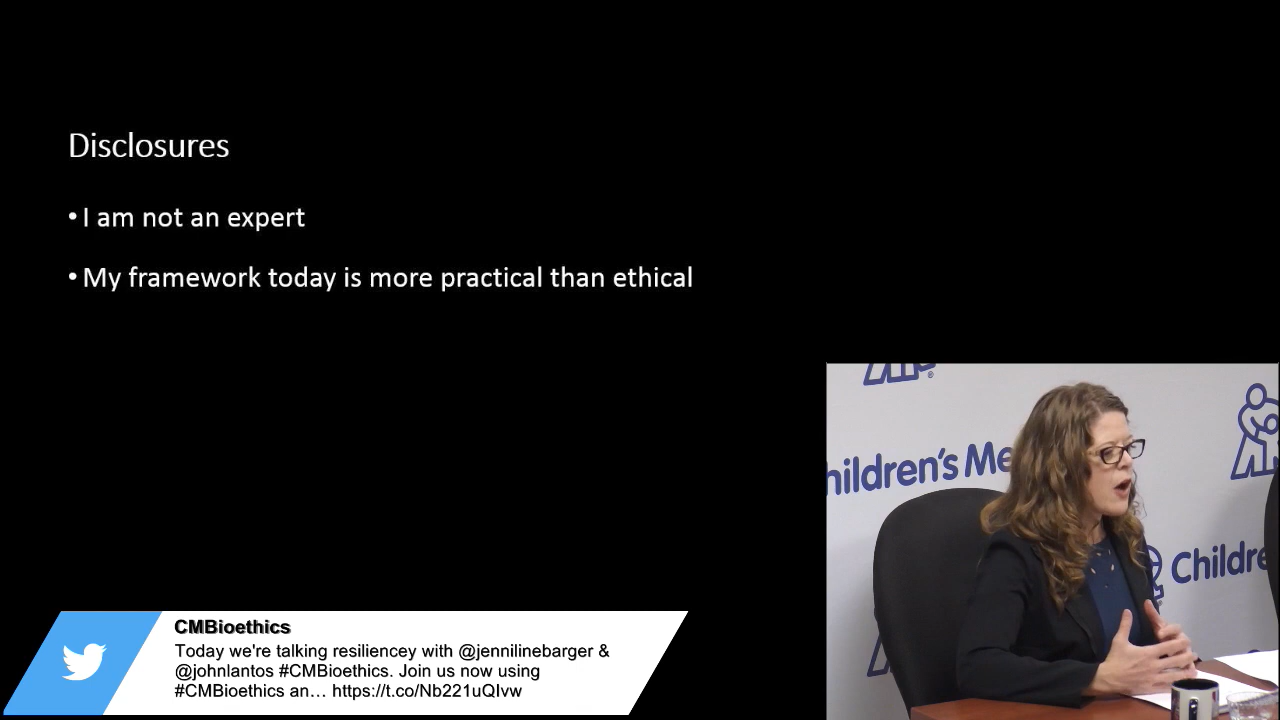 Disclosures
• I am not an expert
• My framework today is more practical than ethical
hildren's Me
Childre
CMBioethics
Today we're talking resiliencey with @jennilinebarger &
@johnlantos #CMBioethics. Join us now using
#CMBioethics an… https://t.co/Nb221uQIvw